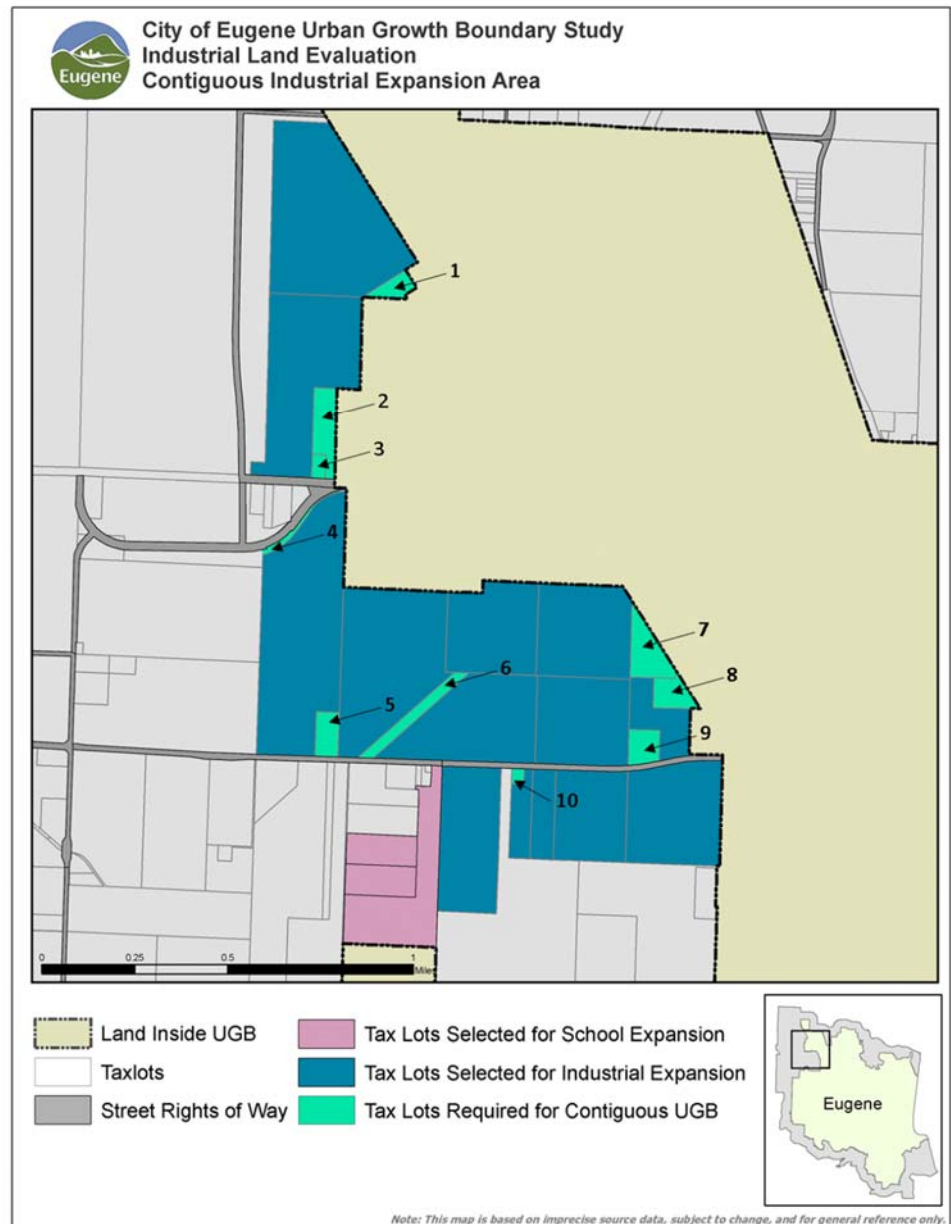 City of Eugene Urban Growth Boundary Study
Industrial Land Evaluation
Contiguous Industrial Expansion Area
Eugene
1
2
3
4
5
6
7
8
9
10
0 0.25 0.5 1
Miles
Land Inside UGB
Taxlots
Street Rights of Way
Tax Lots Selected for School Expansion
Tax Lots Selected for Industrial Expansion
Tax Lots Required for Contiguous UGB
Eugene
Note: This map is based on imprecise source data, subject to change, and for general reference only.